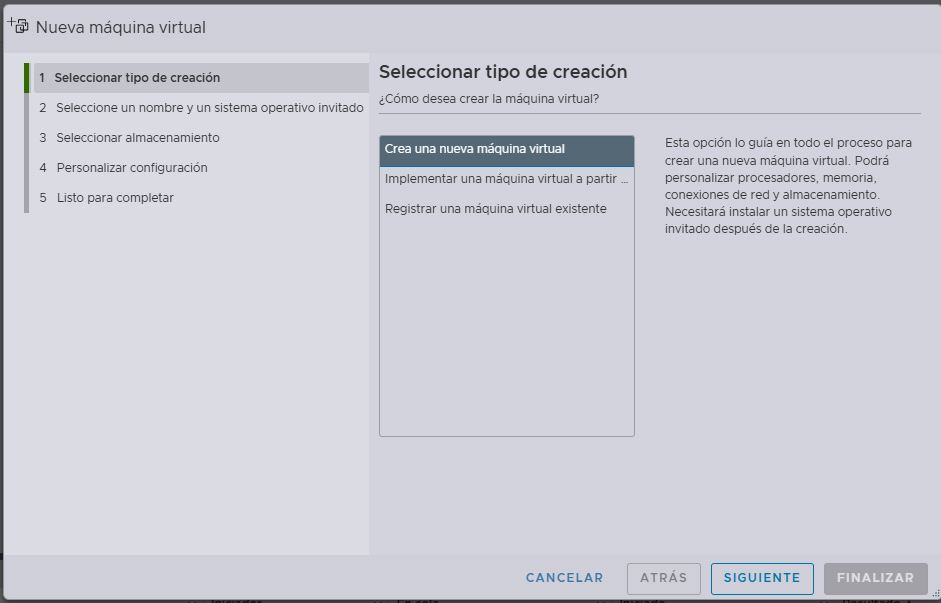 Nueva máquina virtual
1 Seleccionar tipo de creación
2 Seleccione un nombre y un sistema operativo invitado
3 Seleccionar almacenamiento
4 Personalizar configuración
5 Listo para completar
Seleccionar tipo de creación
¿Cómo desea crear la máquina virtual?
Crea una nueva máquina virtual
Implementar una máquina virtual a partir ...
Registrar una máquina virtual existente
Esta opción lo guía en todo el proceso para
crear una nueva máquina virtual. Podrá
personalizar procesadores, memoria,
conexiones de red y almacenamiento.
Necesitará instalar un sistema operativo
invitado después de la creación.
CANCELAR
ATRÁS
SIGUIENTE
FINALIZAR